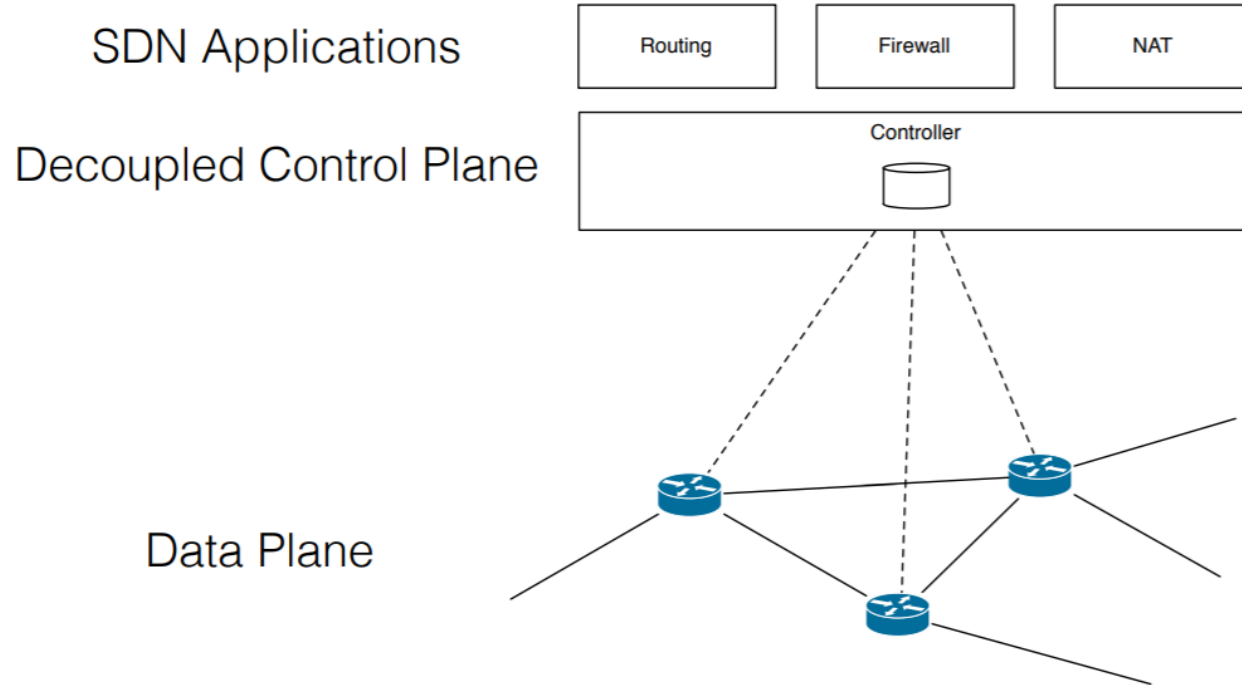 SDN Applications
Routing
Firewall
NAT
Decoupled Control Plane
Controller
Data Plane